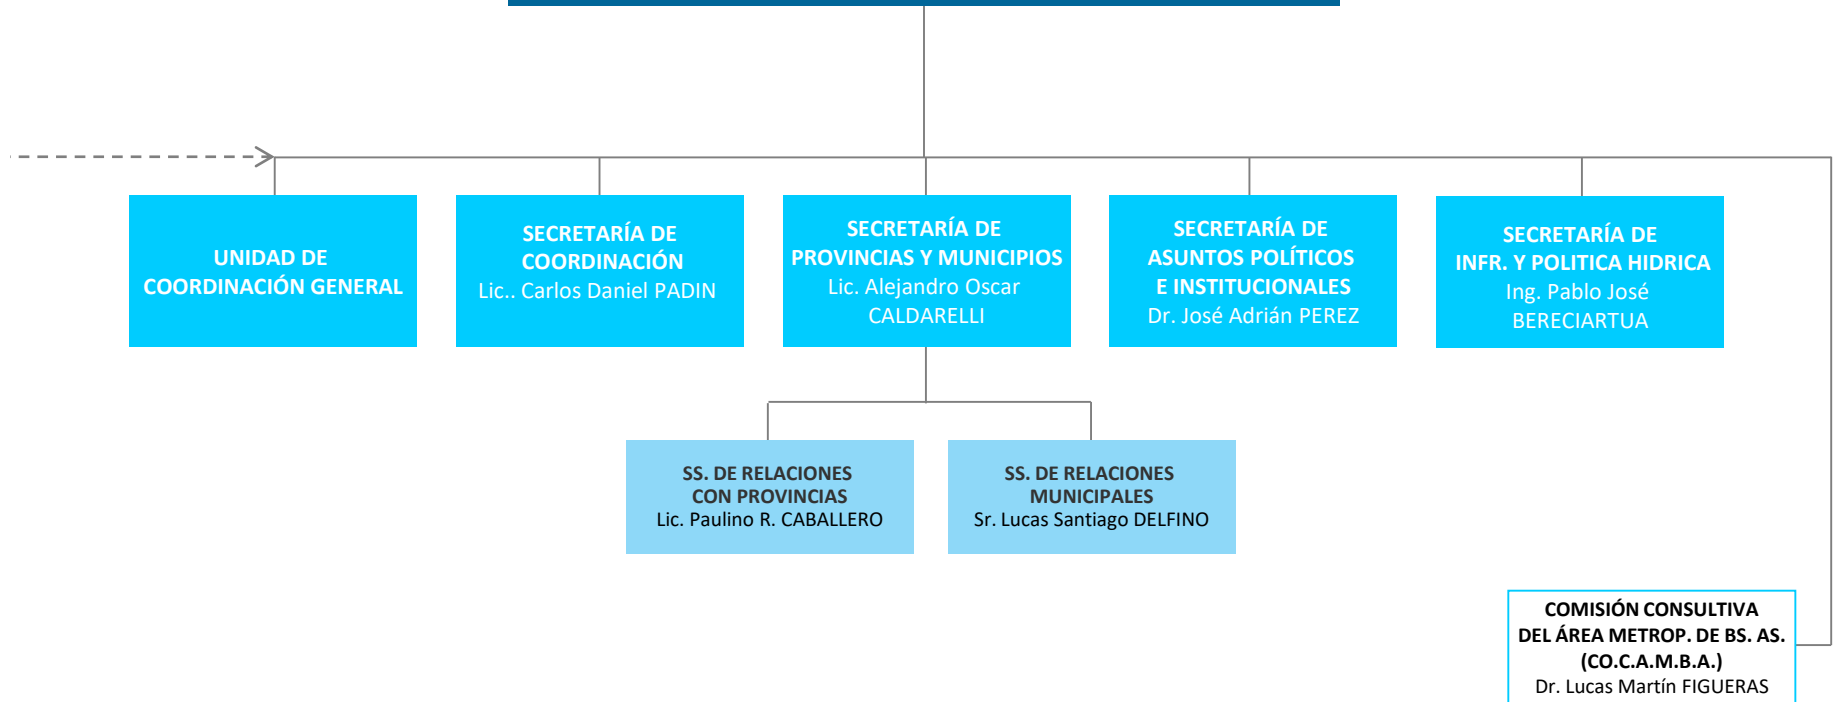 UNIDAD DE
COORDINACIÓN GENERAL
SECRETARÍA DE
COORDINACIÓN
Lic.. Carlos Daniel PADIN
SECRETARÍA DE
PROVINCIAS Y MUNICIPIOS
Lic. Alejandro Oscar
CALDARELLI
SECRETARÍA DE
ASUNTOS POLÍTICOS
E INSTITUCIONALES
Dr. José Adrián PEREZ
SECRETARÍA DE
INFR. Y POLITICA HIDRICA
Ing. Pablo José
BERECIARTUA
SS. DE RELACIONES
CON PROVINCIAS
Lic. Paulino R. CABALLERO
SS. DE RELACIONES
MUNICIPALES
Sr. Lucas Santiago DELFINO
COMISIÓN CONSULTIVA
DEL ÁREA METROP. DE BS. AS.
(CO.C.A.M.B.A.)
Dr. Lucas Martín FIGUERAS